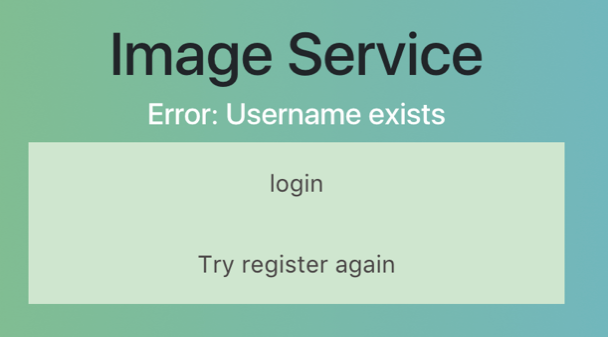 Image Service
Error: Username exists
login
Try register again